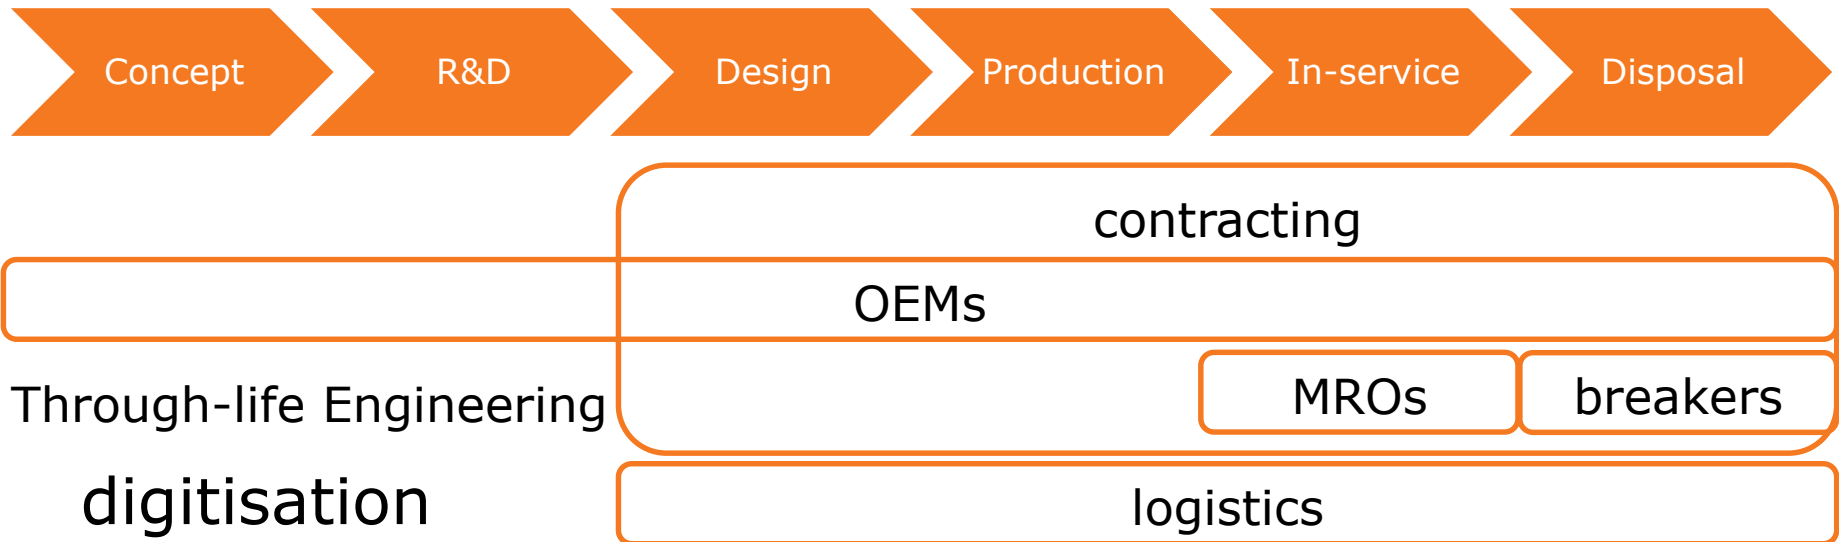 Concept R&D Design Production In-service Disposal
contracting
OEMs
MROs breakers
Through-life Engineering
digitisation
logistics